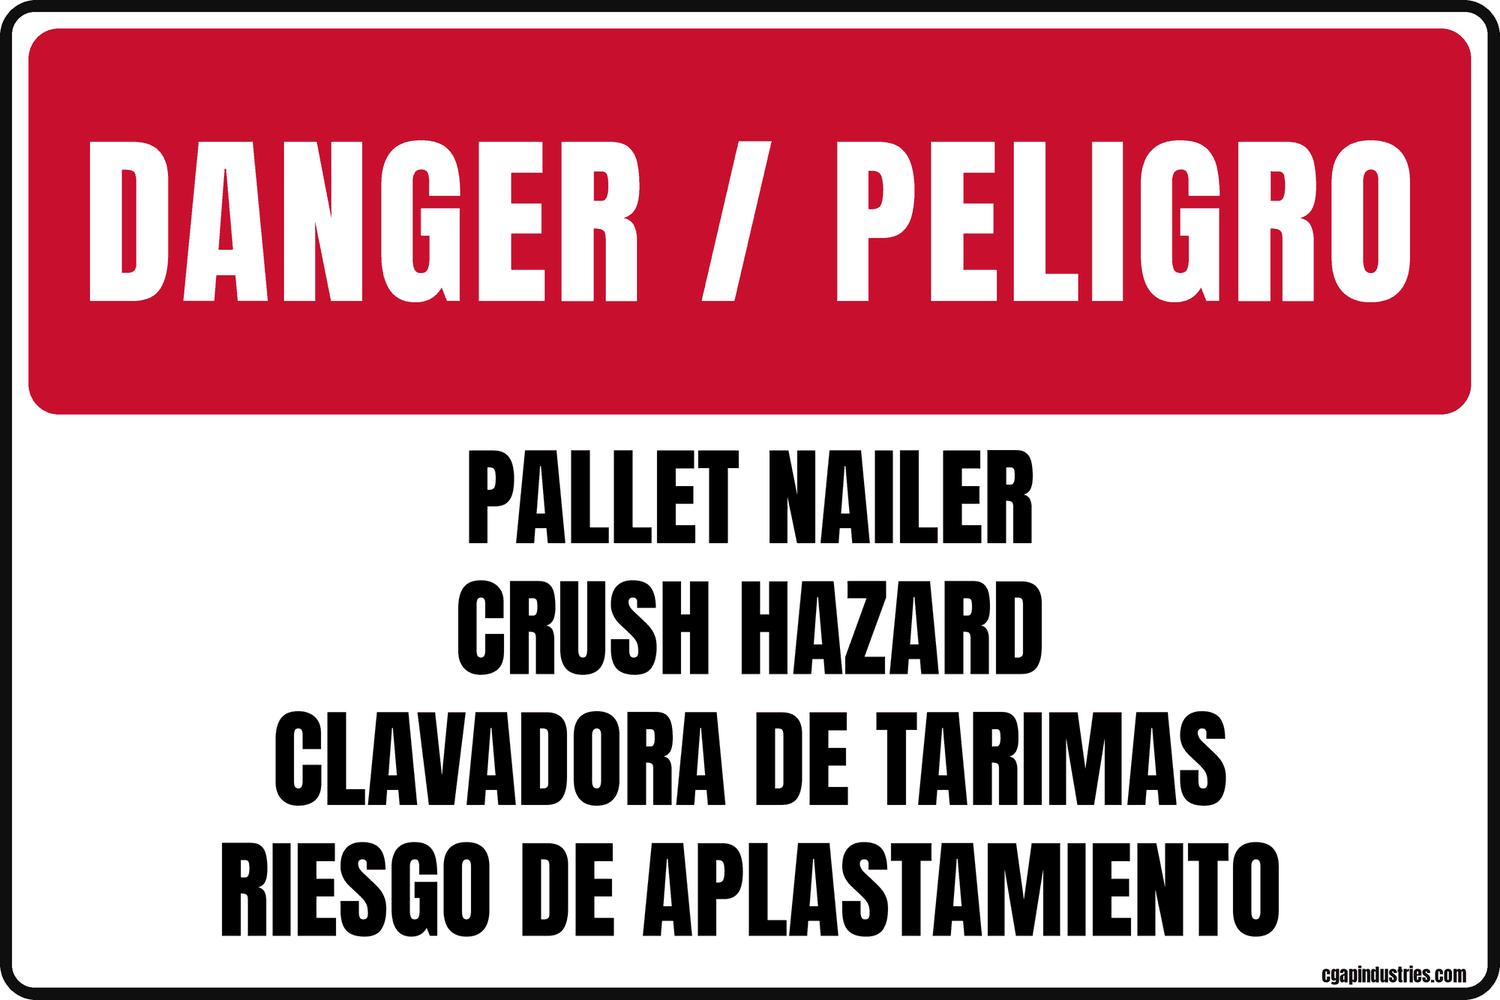 DANGER / PELIGRO
PALLET NAILER
CRUSH HAZARD
CLAVADORA DE TARIMAS
RIESGO DE APLASTAMIENTO
cgapindustries.com